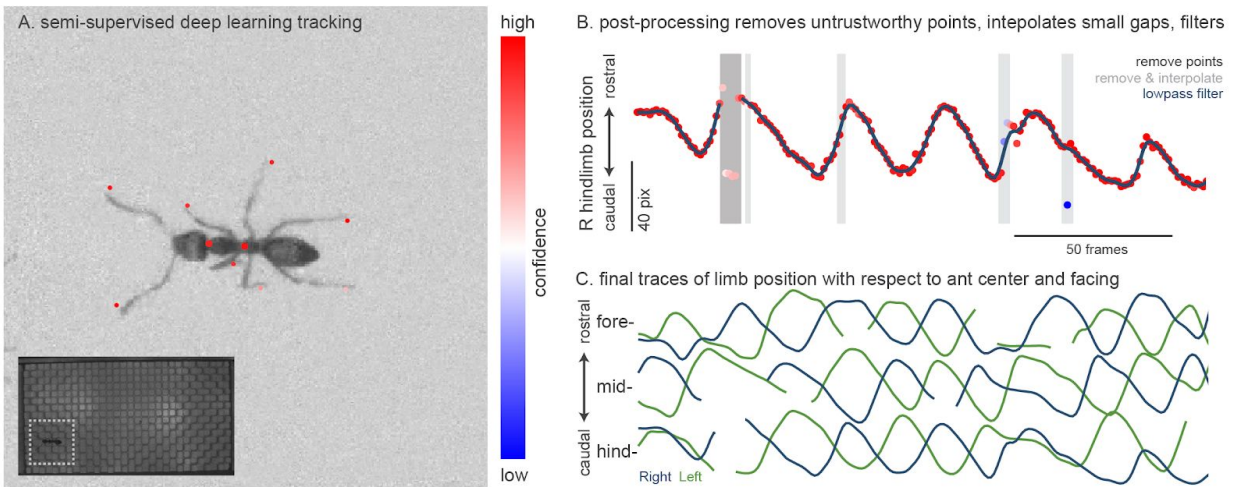 A. semi-supervised deep learning tracking
high
confidence
low
B. post-processing removes untrustworthy points, intepolates small gaps, filters
remove points
remove & interpolate
lowpass filter
R hindlimb position
caudal rostral
40 pix
50 frames
C. final traces of limb position with respect to ant center and facing
caudal rostral
fore-
mid-
hind-
Right Left